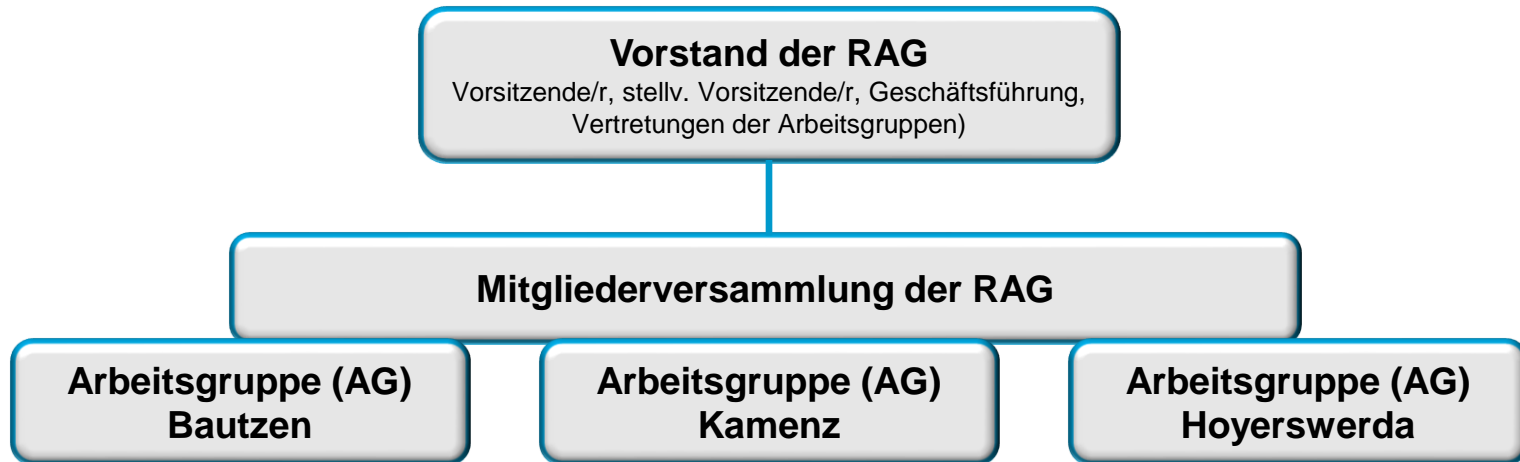 Vorstand der RAG
Vorsitzende/r, stellv. Vorsitzende/r, Geschäftsführung,
Vertretungen der Arbeitsgruppen)
Mitgliederversammlung der RAG
Arbeitsgruppe (AG)
Bautzen
Arbeitsgruppe (AG)
Kamenz
Arbeitsgruppe (AG)
Hoyerswerda